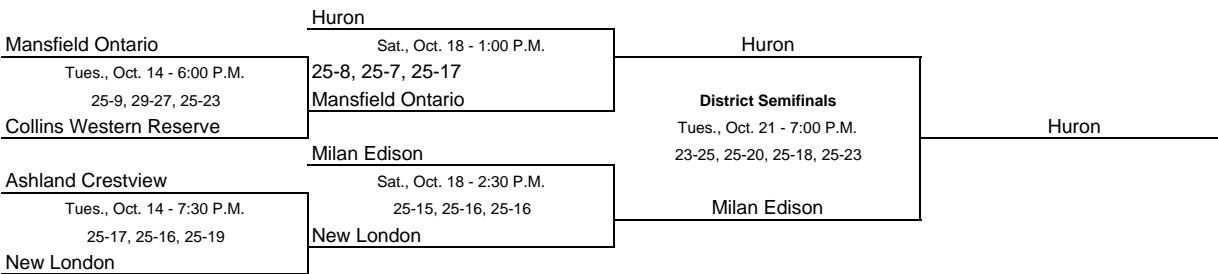 Huron
Mansfield Ontario
Sat., Oct. 18 - 1:00 P.M.
Huron
Tues., Oct. 14 - 6:00 P.M.
25-8, 25-7, 25-17
25-9, 29-27, 25-23
Mansfield Ontario
District Semifinals
Collins Western Reserve
Tues., Oct. 21 - 7:00 P.M.
Huron
Milan Edison
23-25, 25-20, 25-18, 25-23
Ashland Crestview
Sat., Oct. 18 - 2:30 P.M.
Tues., Oct. 14 - 7:30 P.M.
25-15, 25-16, 25-16
Milan Edison
25-17, 25-16, 25-19
New London
New London